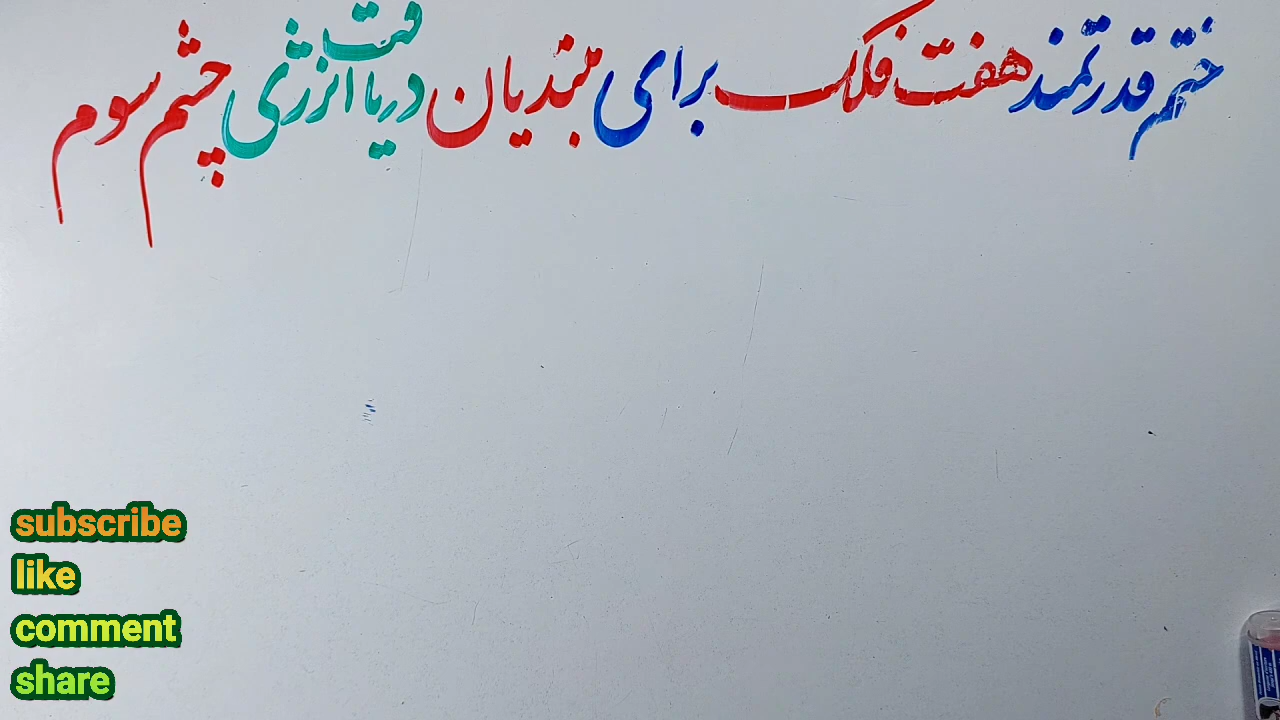 ختم قدرتمند هفت فلک برای مبتدیان دریافت انرژی چشم سوم
subscribe
like
comment
share